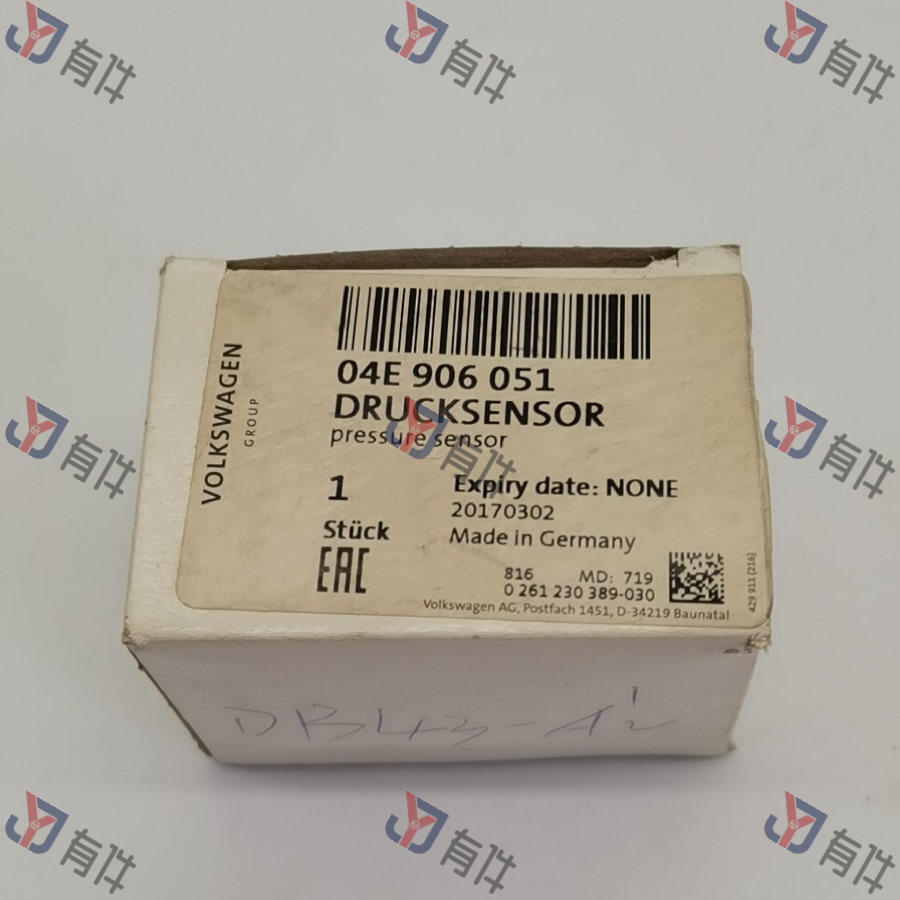 有件
有件
有件
VOLKSWAGEN
GROUP
04E 906 051
DRUCKSENSOR
pressure sensor
有件
有件
有件
1
Stück
EAC
Expiry date: NONE
20170302
Made in Germany
816 MD: 719
0 261 230 389-030
Volkswagen AG, Postfach 1451, D-34219 Baunatal
429 911 (216)
有件
有件
有件